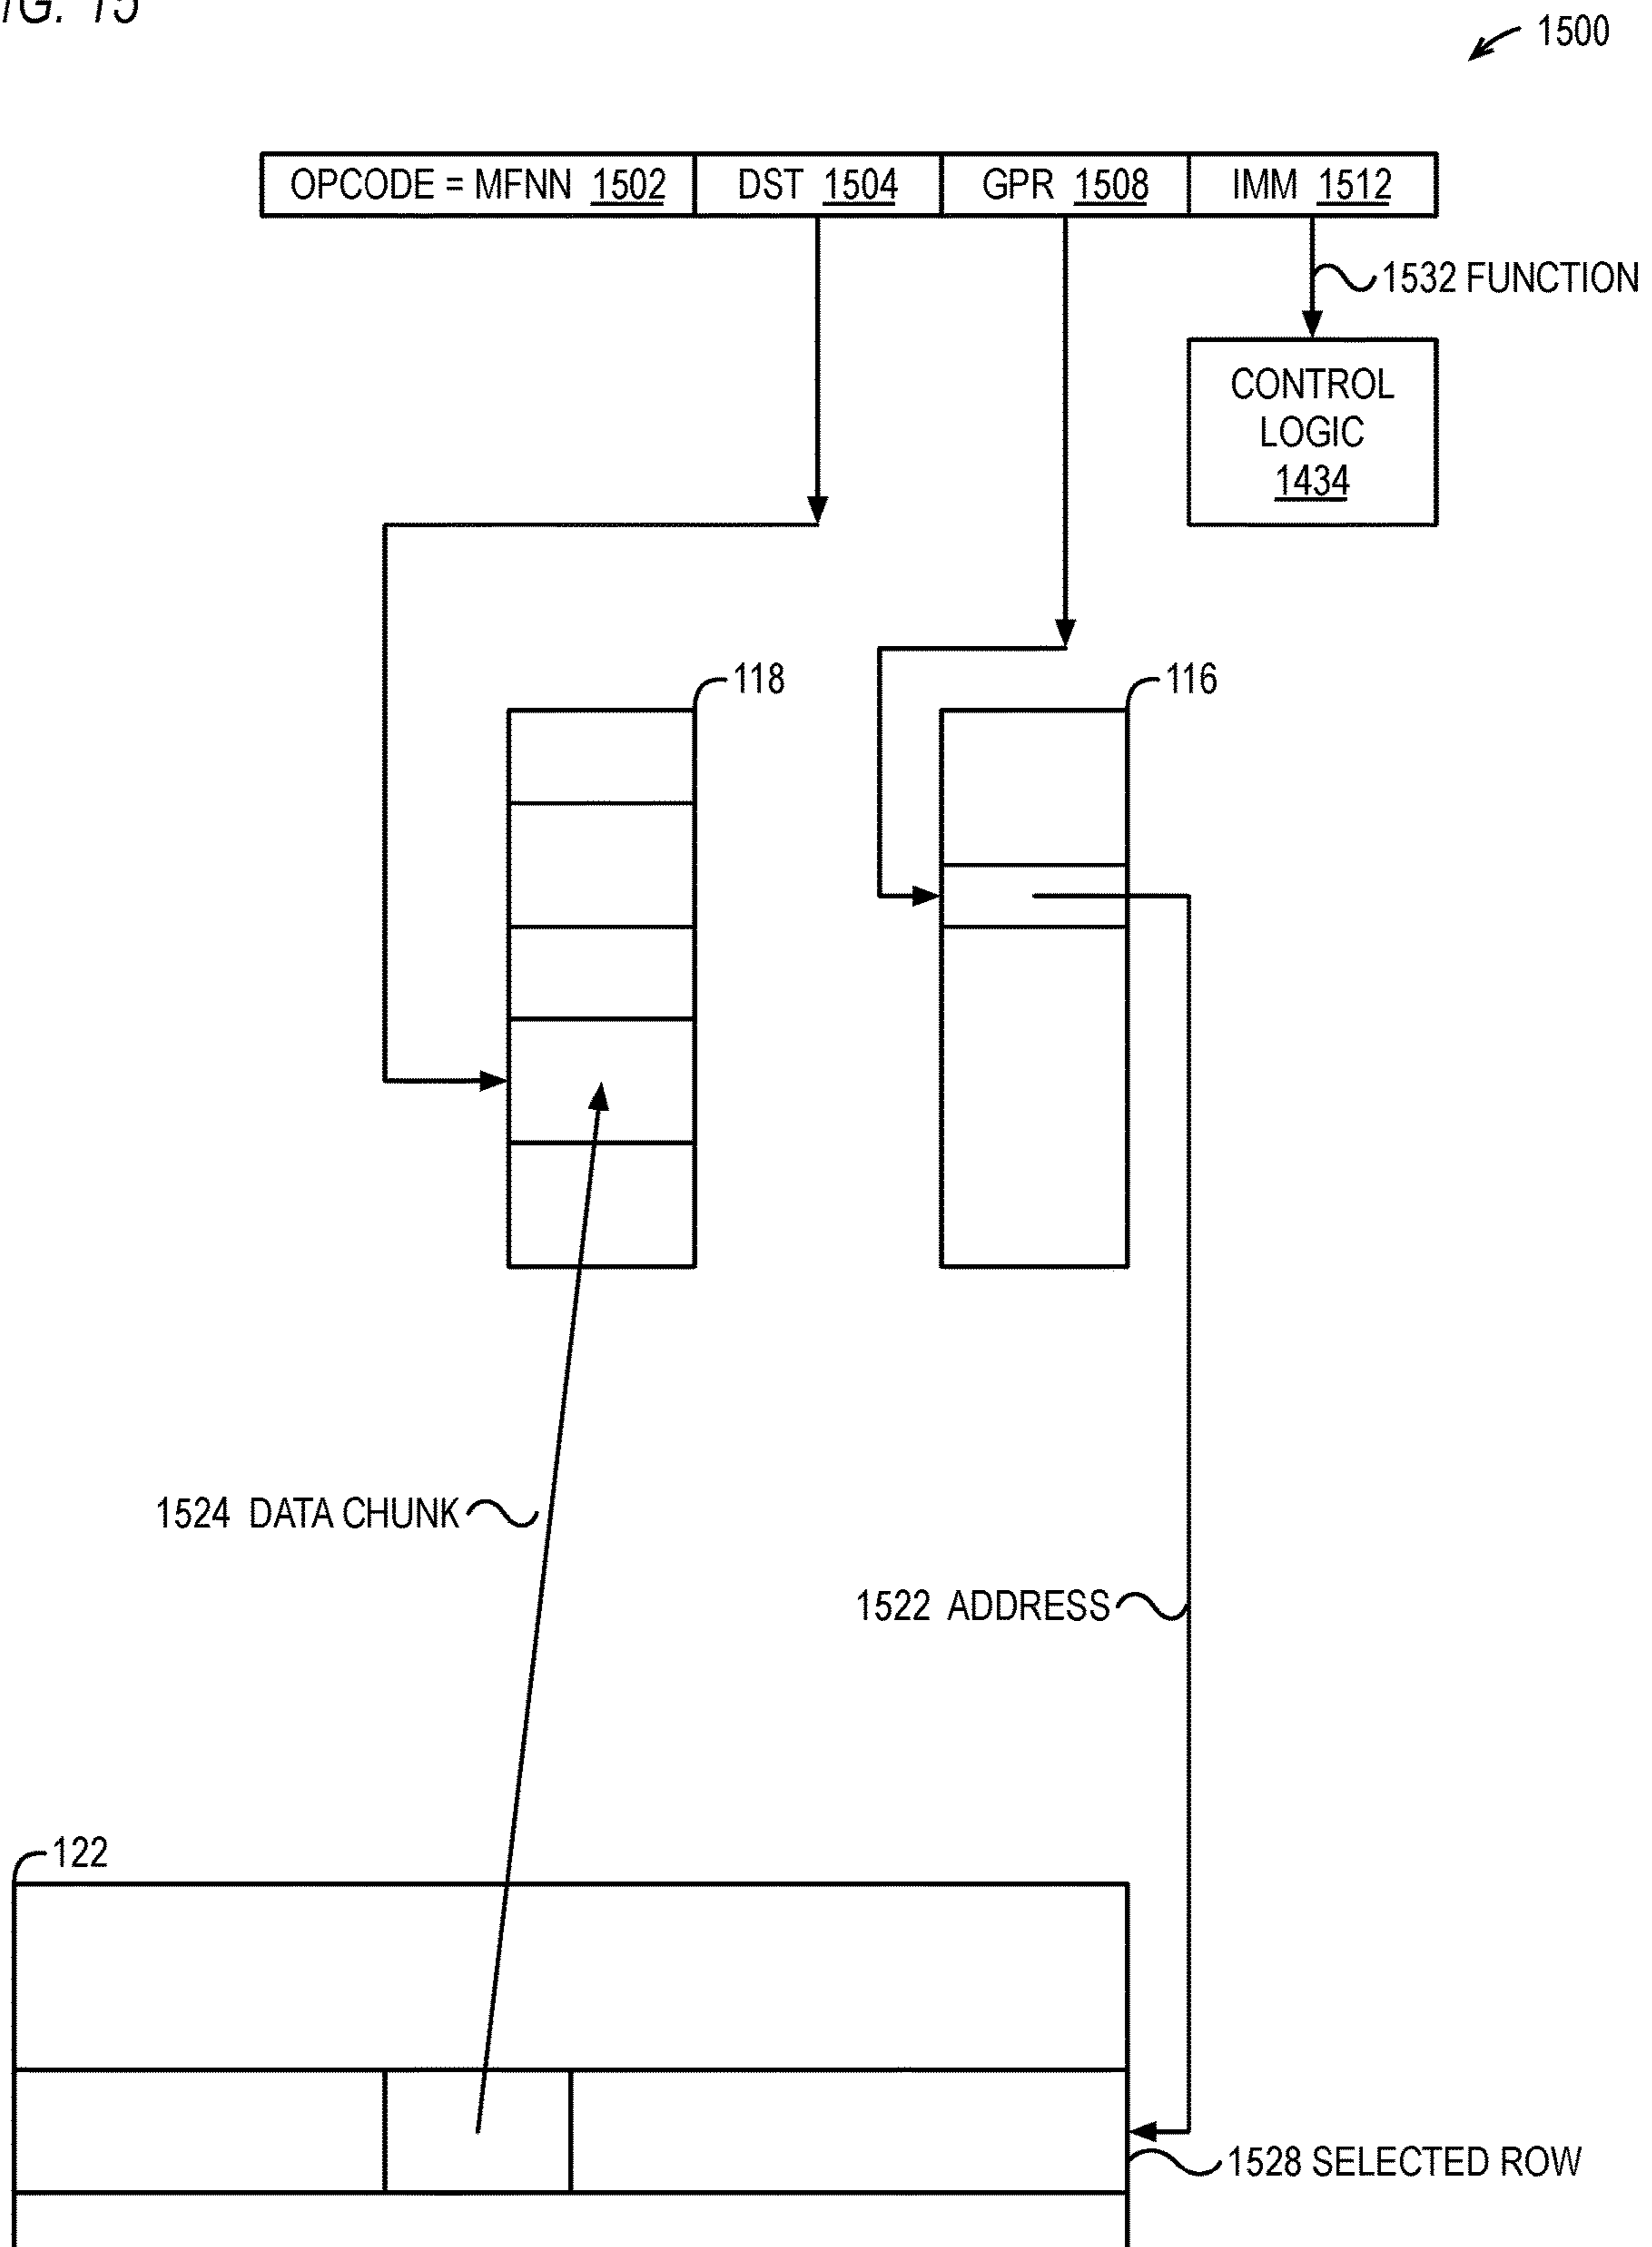 IG. 15
1500
OPCODE = MFNN 1502 DST 1504 GPR 1508 IMM 1512
1532 FUNCTION
CONTROL
LOGIC
1434
118
116
1524 DATA CHUNK
1522 ADDRESS
122
1528 SELECTED ROW